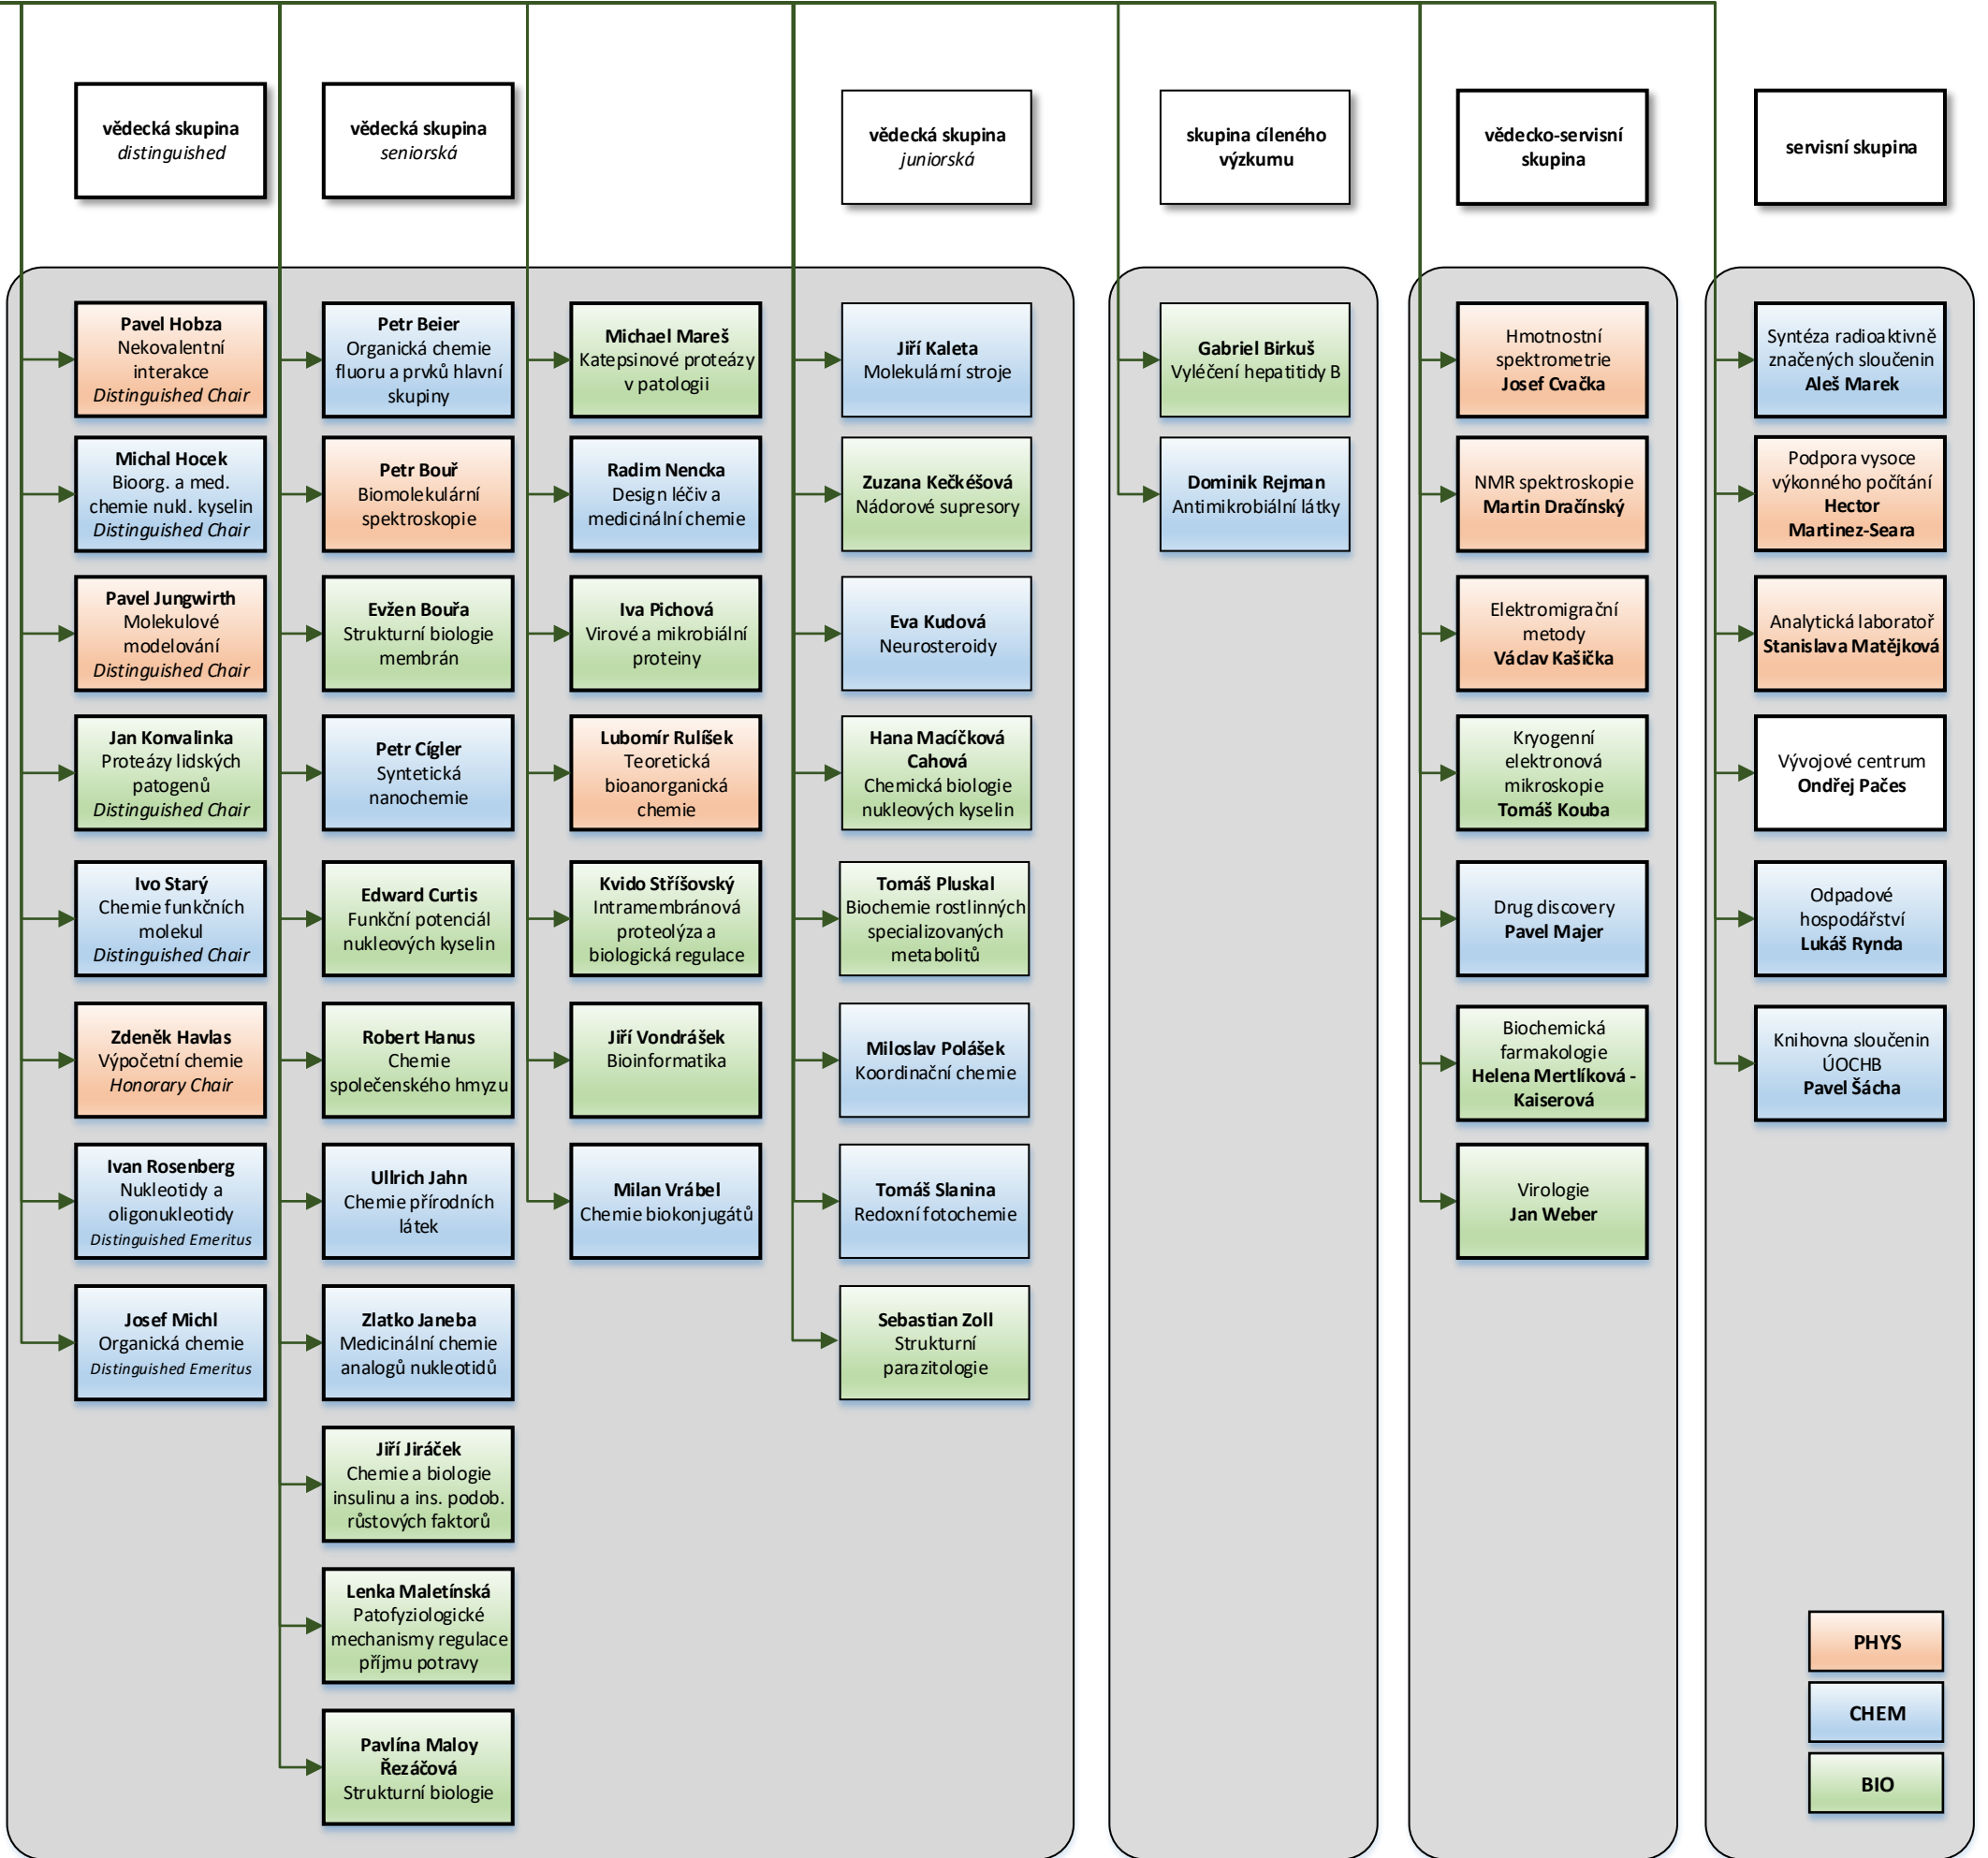 vědecká skupina
distinguished
vědecká skupina
seniorská
vědecká skupina
juniorská
skupina cíleného
výzkumu
vědecko-servisní
skupina
servisní skupina
Pavel Hobza
Nekovalentní
interakce
Distinguished Chair
Michal Hocek
Bioorg. a med.
chemie nukl. kyselin
Distinguished Chair
Pavel Jungwirth
Molekulové
modelování
Distinguished Chair
Jan Konvalinka
Proteázy lidských
patogenů
Distinguished Chair
Ivo Starý
Chemie funkčních
molekul
Distinguished Chair
Zdeněk Havlas
Výpočetní chemie
Honorary Chair
Ivan Rosenberg
Nukleotidy a
oligonukleotidy
Distinguished Emeritus
Josef Michl
Organická chemie
Distinguished Emeritus
Petr Beier
Organická chemie
fluoru a prvků hlavní
skupiny
Petr Bouř
Biomolekulární
spektroskopie
Evžen Bouřa
Strukturní biologie
membrán
Petr Cígler
Syntetická
nanochemie
Edward Curtis
Funkční potenciál
nukleových kyselin
Robert Hanus
Chemie
společenského hmyzu
Ullrich Jahn
Chemie přírodních
látek
Zlatko Janeba
Medicinální chemie
analogů nukleotidů
Jiří Jiráček
Chemie a biologie
insulinu a ins. podob.
růstových faktorů
Lenka Maletínská
Patofyziologické
mechanismy regulace
příjmu potravy
Pavlína Maloy
Řezáčová
Strukturní biologie
Michael Mareš
Katepsinové proteázy
v patologii
Radim Nencka
Design léčiv a
medicinální chemie
Iva Pichová
Virové a mikrobiální
proteiny
Lubomír Rulíšek
Teoretická
bioanorganická
chemie
Kvido Stříšovský
Intramembránová
proteolýza a
biologická regulace
Jiří Vondrášek
Bioinformatika
Milan Vrábel
Chemie biokonjugátů
Jiří Kaleta
Molekulární stroje
Zuzana Kečkéšová
Nádorové supresory
Eva Kudová
Neurosteroidy
Hana Macíčková
Cahová
Chemická biologie
nukleových kyselin
Tomáš Pluskal
Biochemie rostlinných
specializovaných
metabolitů
Miloslav Polášek
Koordinační chemie
Tomáš Slanina
Redoxní fotochemie
Sebastian Zoll
Strukturní
parazitologie
Gabriel Birkuš
Vyléčení hepatitidy B
Dominik Rejman
Antimikrobiální látky
Hmotnostní
spektrometrie
Josef Cvačka
NMR spektroskopie
Martin Dračínský
Elektromigrační
metody
Václav Kašička
Kryogenní
elektronová
mikroskopie
Tomáš Kouba
Drug discovery
Pavel Majer
Biochemická
farmakologie
Helena Mertlíková -
Kaiserová
Virologie
Jan Weber
Syntéza radioaktivně
značených sloučenin
Aleš Marek
Podpora vysoce
výkonného počítání
Hector
Martinez-Seara
Analytická laboratoř
Stanislava Matějková
Vývojové centrum
Ondřej Pačes
Odpadové
hospodářství
Lukáš Rynda
Knihovna sloučenin
ÚOCHB
Pavel Šácha
PHYS
CHEM
BIO